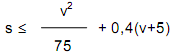 s ≤ v²/75 + 0,4(v+5)